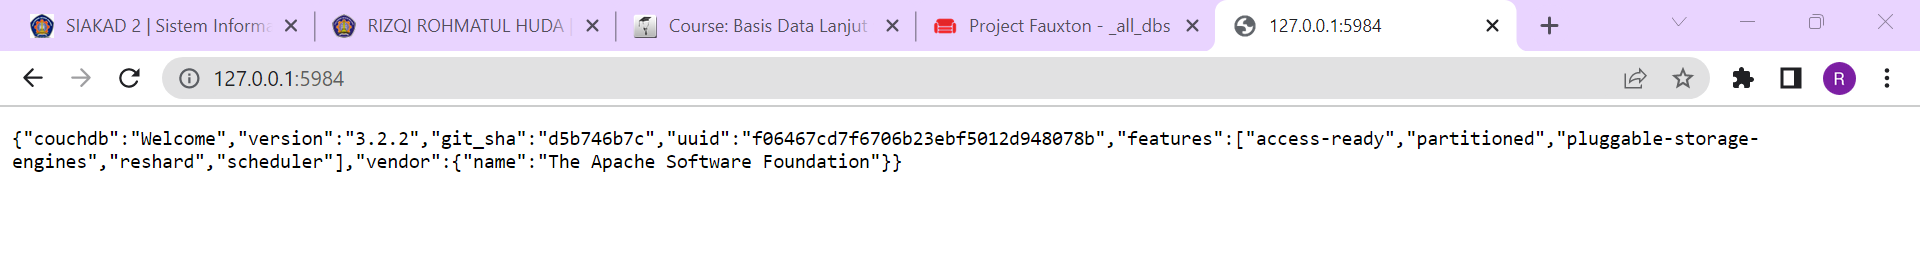 SIAKAD 2 | Sistem Informa
RIZQI ROHMATUL HUDA |
Course: Basis Data Lanjut
Project Fauxton - _all_dbs
127.0.0.1:5984
127.0.0.1:5984
R
{"couchdb":"Welcome","version":"3.2.2","git_sha":"d5b746b7c","uuid":"f06467cd7f6706b23ebf5012d948078b","features":["access-ready","partitioned","pluggable-storage-
engines","reshard","scheduler"],"vendor":{"name":"The Apache Software Foundation"}}